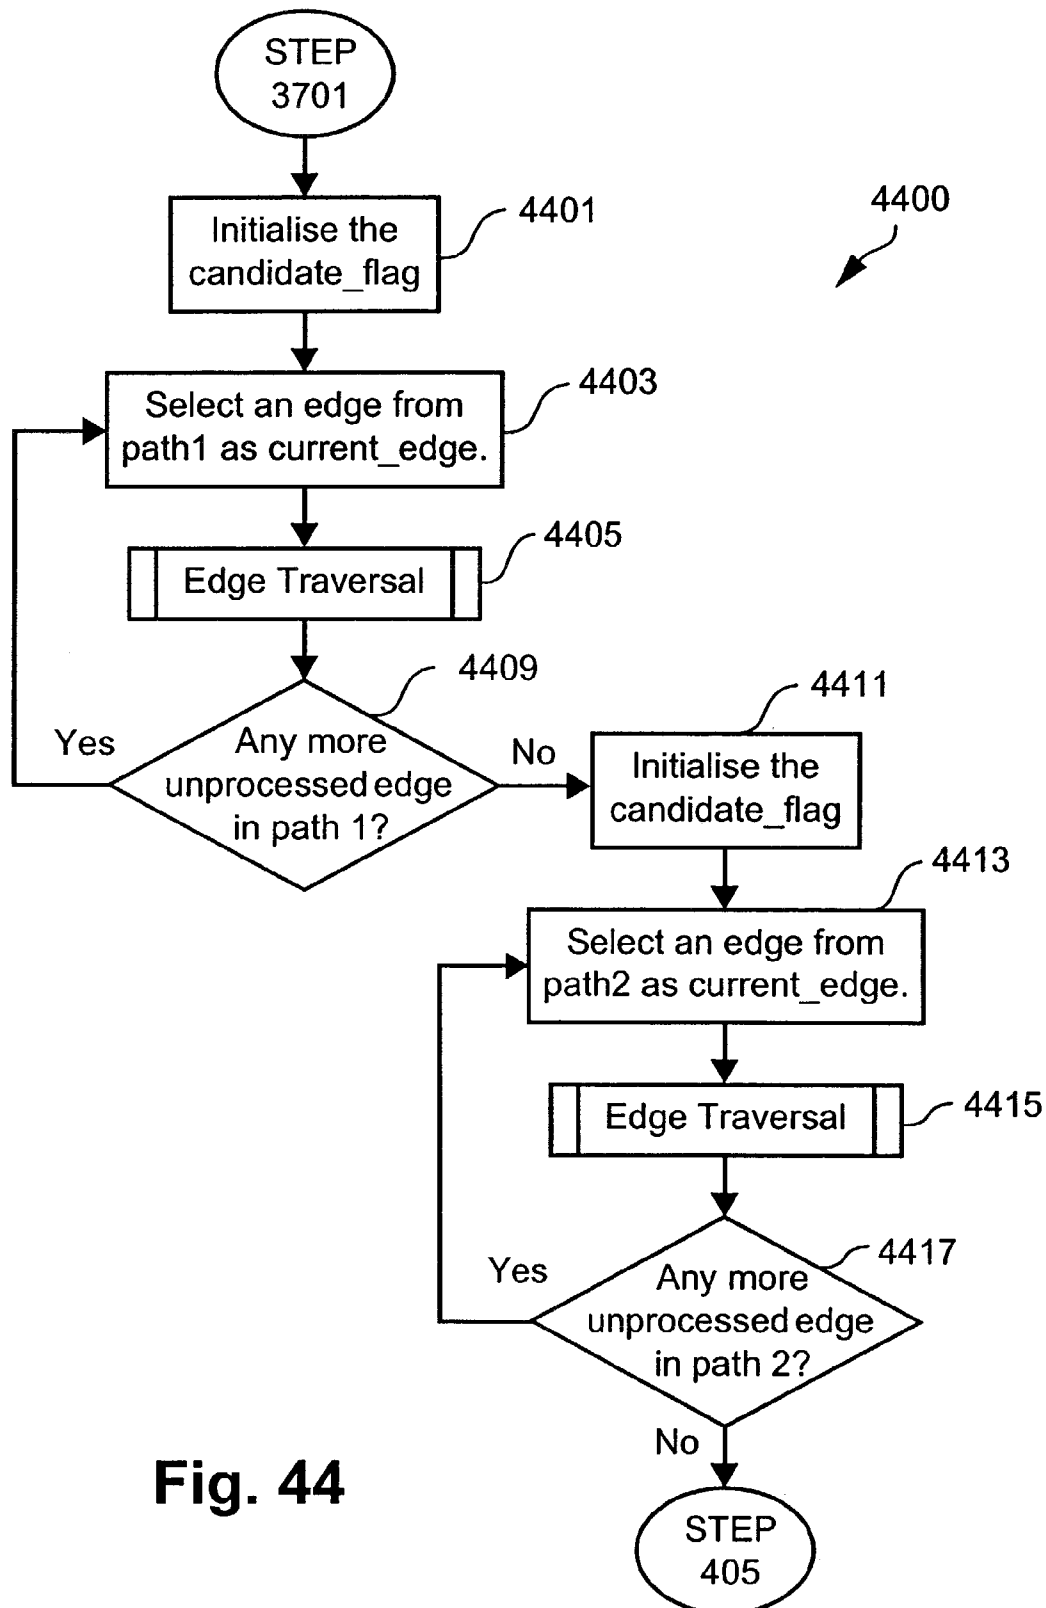 STEP
3701
4401
4400
Initialise the
candidate_flag
4403
Select an edge from
path1 as current_edge.
4405
Edge Traversal
4409
Yes
Any more
unprocessed edge
in path 1?
No
4411
Initialise the
candidate_flag
4413
Select an edge from
path2 as current_edge.
4415
Edge Traversal
4417
Yes
Any more
unprocessed edge
in path 2?
No
STEP
405
Fig. 44